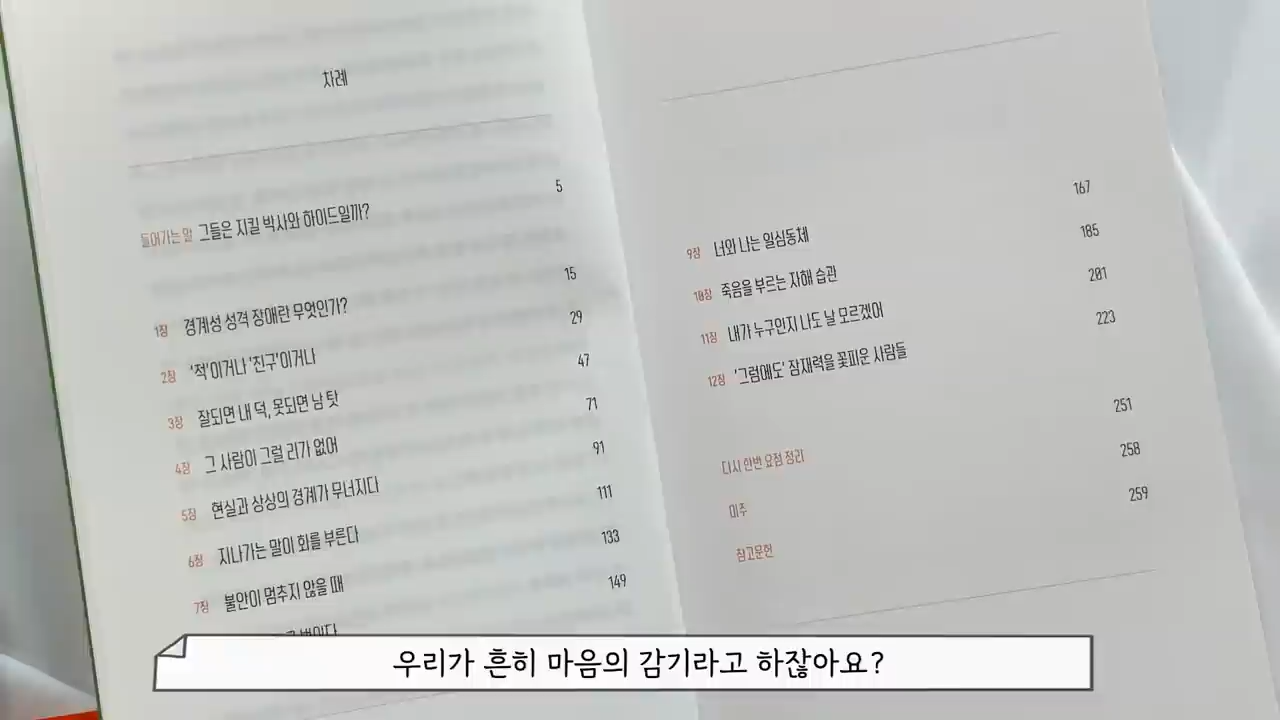 차례
들어가는 말 그들은 지킬 박사와 하이드일까? 5
1장 경계성 성격 장애란 무엇인가? 15
2장 '적'이거나 '친구'이거나 29
3장 잘되면 내 덕, 못되면 남 탓 47
4장 그 사람이 그럴 리가 없어 71
5장 현실과 상상의 경계가 무너지다 91
6장 지나가는 말이 화를 부른다 111
7장 불안이 멈추지 않을 때 133
149
9장 너와 나는 일심동체 167
10장 죽음을 부르는 자해 습관 185
11장 내가 누구인지 나도 날 모르겠어 201
12장 '그럼에도' 잠재력을 꽃피운 사람들 223
다시 한번 요점 정리 251
미주 258
참고문헌 259
우리가 흔히 마음의 감기라고 하잖아요?